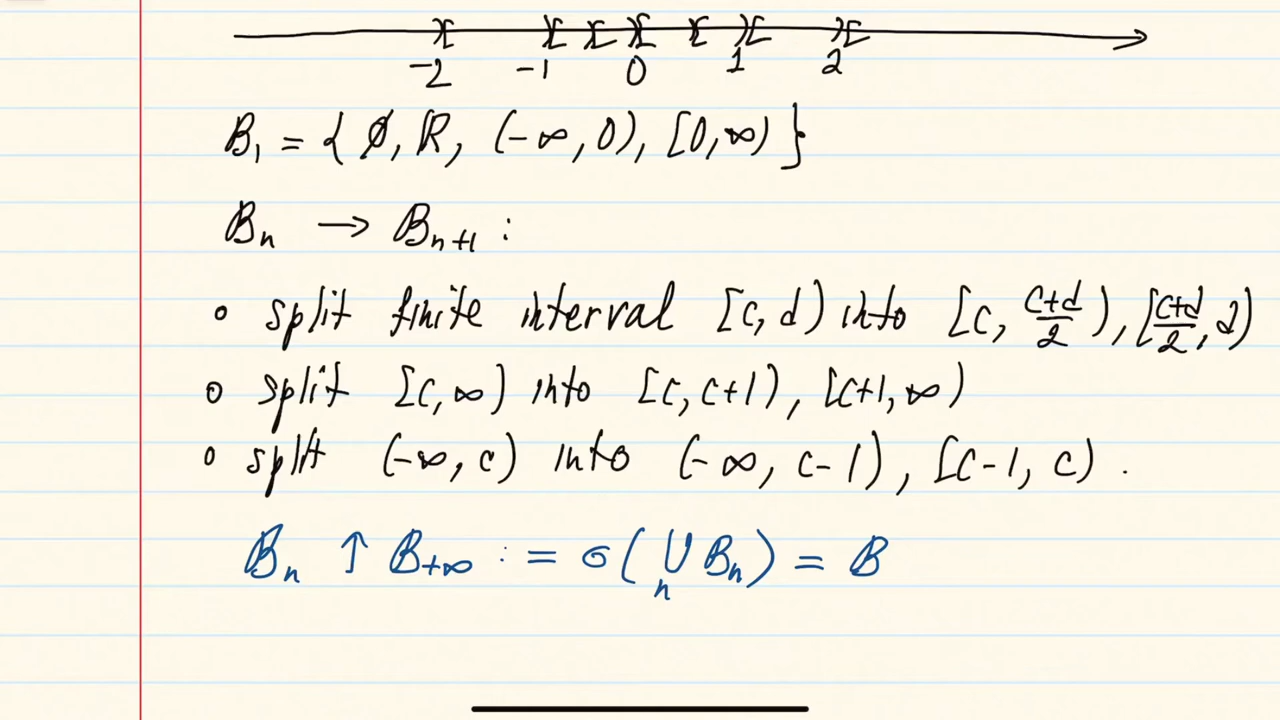 -2 -1 0 1 2
B₁ = { ∅, ℝ, (-∞, 0), [0, ∞) }
Bₙ → Bₙ₊₁ :
∘ split finite interval [c, d) into [c, (c+d)/2), [(c+d)/2, d)
∘ split [c, ∞) into [c, c+1), [c+1, ∞)
∘ split (-∞, c) into (-∞, c-1), [c-1, c) .
Bₙ ↑ B₊∞ := σ(⋃ₙ Bₙ) = B